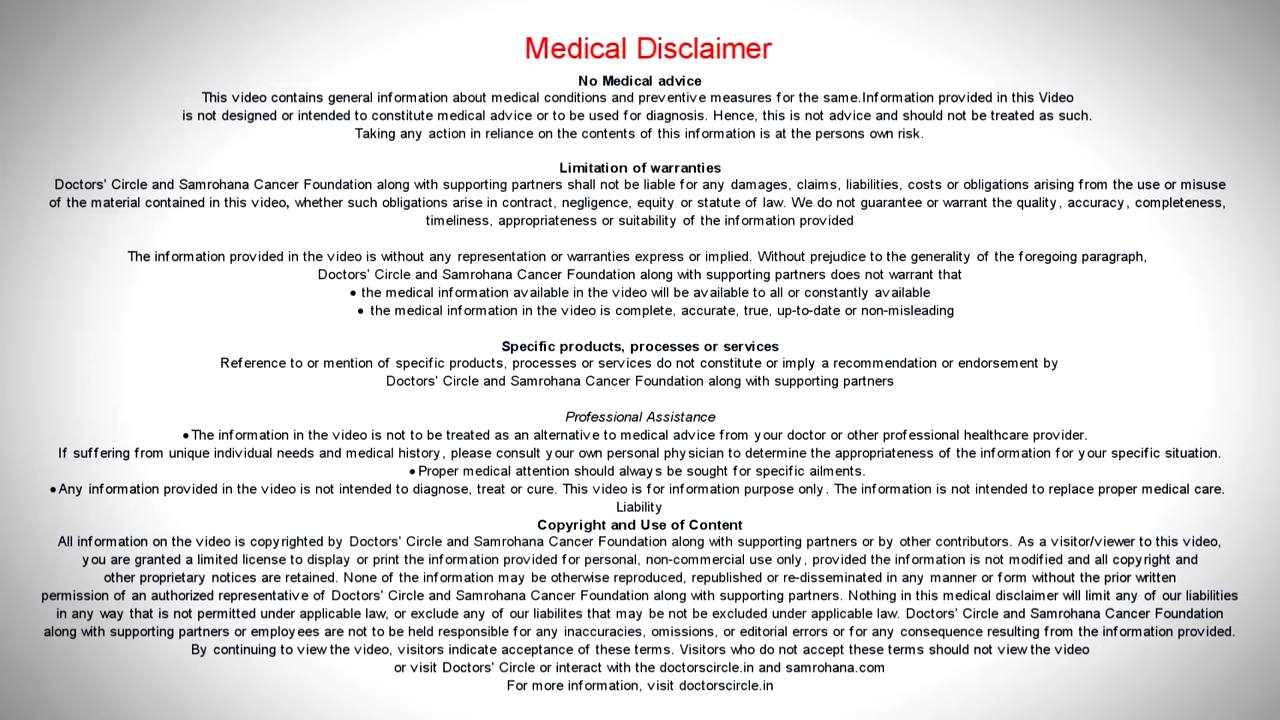 Medical Disclaimer
No Medical advice
This video contains general information about medical conditions and preventive measures for the same.Information provided in this Video
is not designed or intended to constitute medical advice or to be used for diagnosis. Hence, this is not advice and should not be treated as such.
Taking any action in reliance on the contents of this information is at the persons own risk.
Limitation of warranties
Doctors' Circle and Samrohana Cancer Foundation along with supporting partners shall not be liable for any damages, claims, liabilities, costs or obligations arising from the use or misuse
of the material contained in this video, whether such obligations arise in contract, negligence, equity or statute of law. We do not guarantee or warrant the quality, accuracy, completeness,
timeliness, appropriateness or suitability of the information provided
The information provided in the video is without any representation or warranties express or implied. Without prejudice to the generality of the foregoing paragraph,
Doctors' Circle and Samrohana Cancer Foundation along with supporting partners does not warrant that
• the medical information available in the video will be available to all or constantly available
• the medical information in the video is complete, accurate, true, up-to-date or non-misleading
Specific products, processes or services
Reference to or mention of specific products, processes or services do not constitute or imply a recommendation or endorsement by
Doctors' Circle and Samrohana Cancer Foundation along with supporting partners
Professional Assistance
•The information in the video is not to be treated as an alternative to medical advice from your doctor or other professional healthcare provider.
If suffering from unique individual needs and medical history, please consult your own personal physician to determine the appropriateness of the information for your specific situation.
•Proper medical attention should always be sought for specific ailments.
•Any information provided in the video is not intended to diagnose, treat or cure. This video is for information purpose only. The information is not intended to replace proper medical care.
Liability
Copyright and Use of Content
All information on the video is copyrighted by Doctors' Circle and Samrohana Cancer Foundation along with supporting partners or by other contributors. As a visitor/viewer to this video,
you are granted a limited license to display or print the information provided for personal, non-commercial use only, provided the information is not modified and all copyright and
other proprietary notices are retained. None of the information may be otherwise reproduced, republished or re-disseminated in any manner or form without the prior written
permission of an authorized representative of Doctors' Circle and Samrohana Cancer Foundation along with supporting partners. Nothing in this medical disclaimer will limit any of our liabilities
in any way that is not permitted under applicable law, or exclude any of our liabilites that may be not be excluded under applicable law. Doctors' Circle and Samrohana Cancer Foundation
along with supporting partners or employees are not to be held responsible for any inaccuracies, omissions, or editorial errors or for any consequence resulting from the information provided.
By continuing to view the video, visitors indicate acceptance of these terms. Visitors who do not accept these terms should not view the video
or visit Doctors' Circle or interact with the doctorscircle.in and samrohana.com
For more information, visit doctorscircle.in